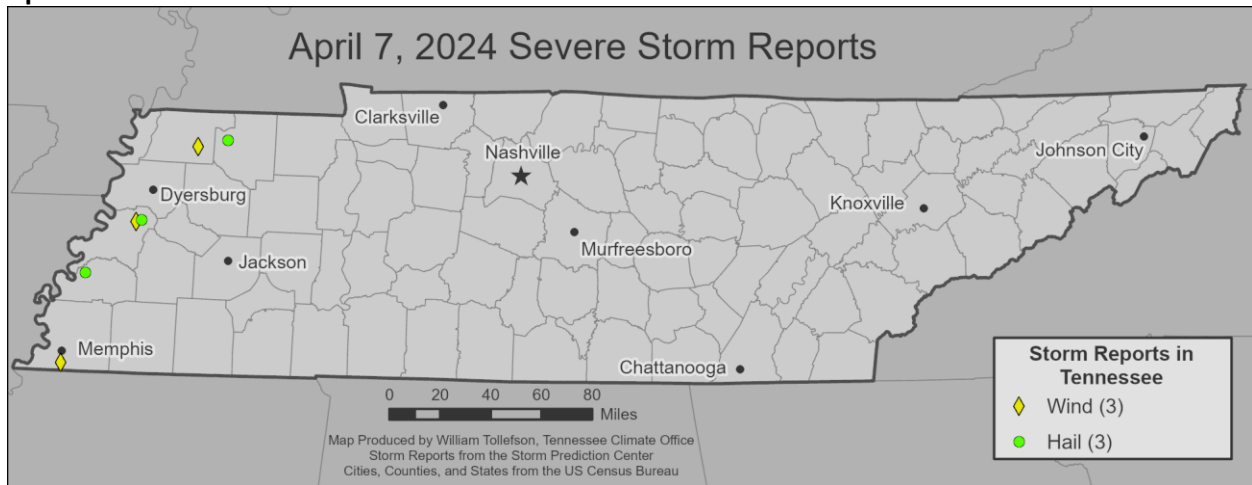 April 7, 2024 Severe Storm Reports
Clarksville
Nashville
Johnson City
Dyersburg
Knoxville
Murfreesboro
Jackson
Memphis
Chattanooga
0 20 40 60 80
Miles
Map Produced by William Tollefson, Tennessee Climate Office
Storm Reports from the Storm Prediction Center
Cities, Counties, and States from the US Census Bureau
Storm Reports in
Tennessee
Wind (3)
Hail (3)